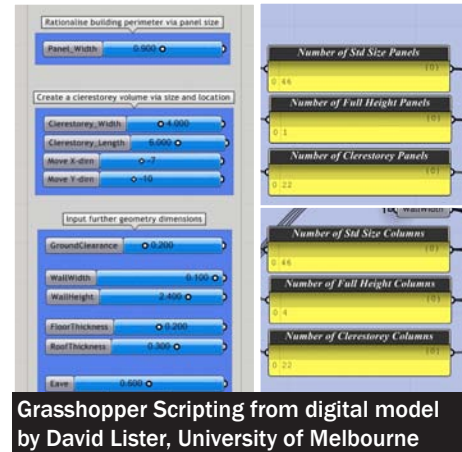 Rationalise building perimeter via panel size
Panel_Width 0.900
Create a clerestorey volume via size and location
Clerestorey_Width 4.000
Clerestorey_Length 6.000
Move X-dirn -7
Move Y-dirn -10
Input further geometry dimensions
GroundClearance 0.200
WallWidth 0.100
WallHeight 2.400
FloorThickness 0.200
RoofThickness 0.300
Eave 0.600
Number of Std Size Panels
{0}
0 46
Number of Full Height Panels
{0}
0 1
Number of Clerestorey Panels
{0}
0 22
WallWidth
Number of Std Size Columns
{0}
0 46
Number of Full Height Columns
{0}
0 4
Number of Clerestorey Columns
{0}
0 22
Grasshopper Scripting from digital model
by David Lister, University of Melbourne